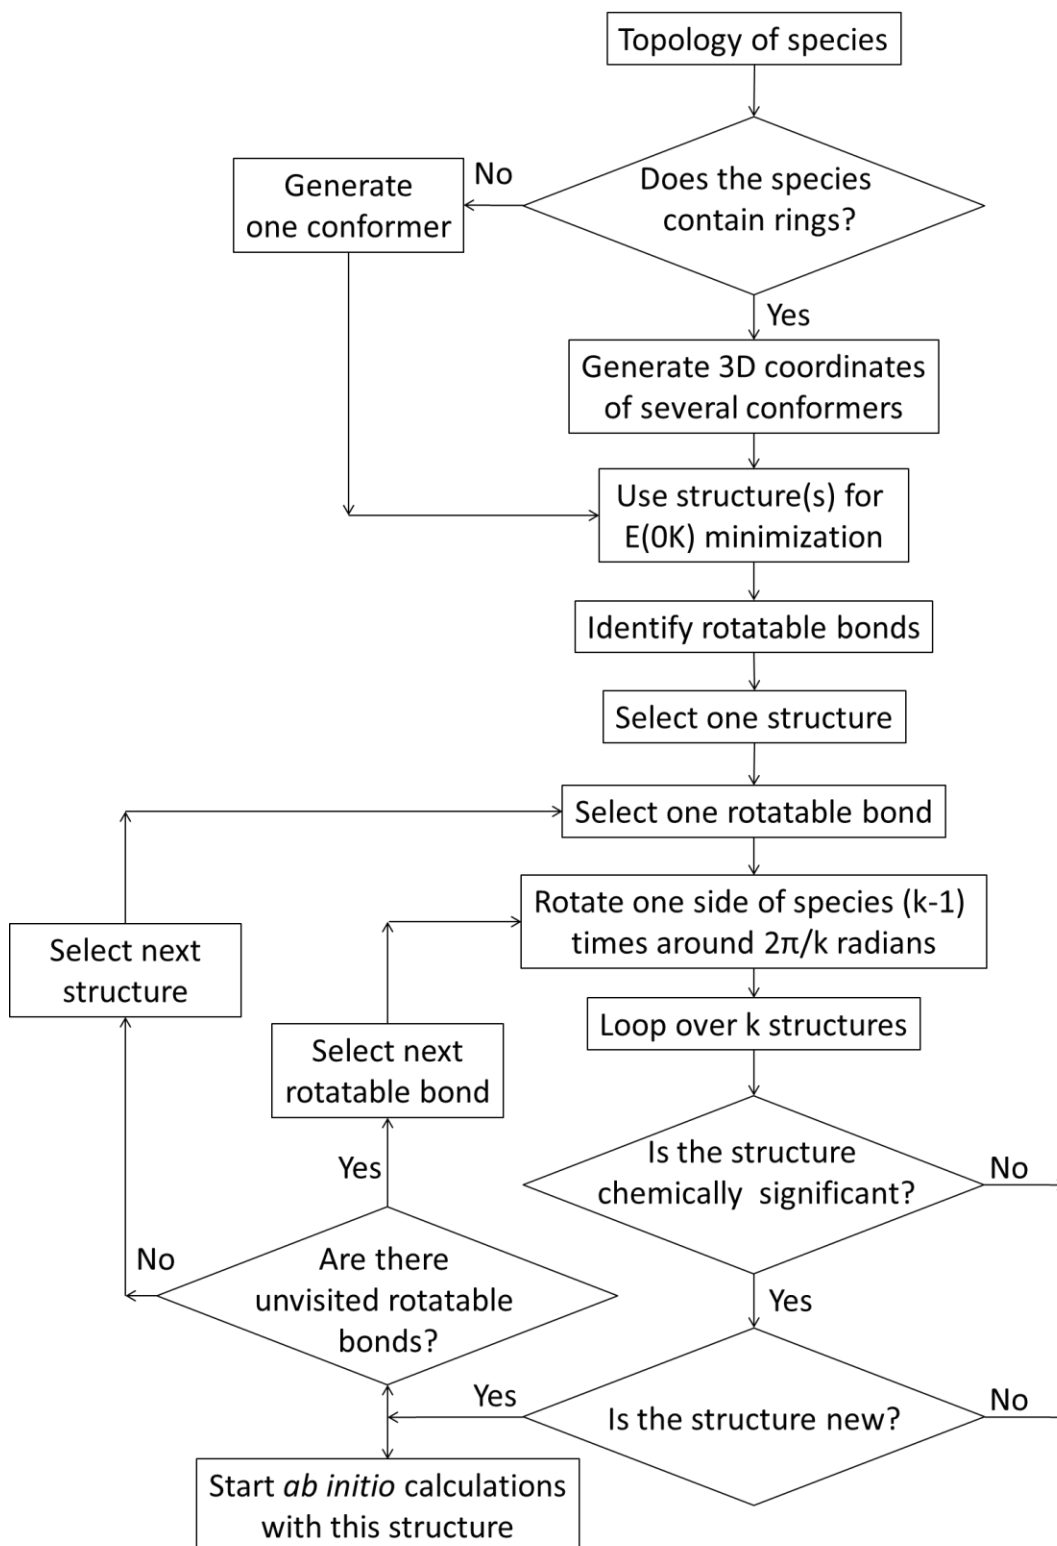 Topology of species
Does the species
contain rings?
No
Generate
one conformer
Yes
Generate 3D coordinates
of several conformers
Use structure(s) for
E(0K) minimization
Identify rotatable bonds
Select one structure
Select one rotatable bond
Rotate one side of species (k-1)
times around 2π/k radians
Select next
structure
Loop over k structures
Select next
rotatable bond
Is the structure
chemically significant?
No
Yes
Yes
No
Are there
unvisited rotatable
bonds?
Yes
Is the structure new?
No
Start ab initio calculations
with this structure